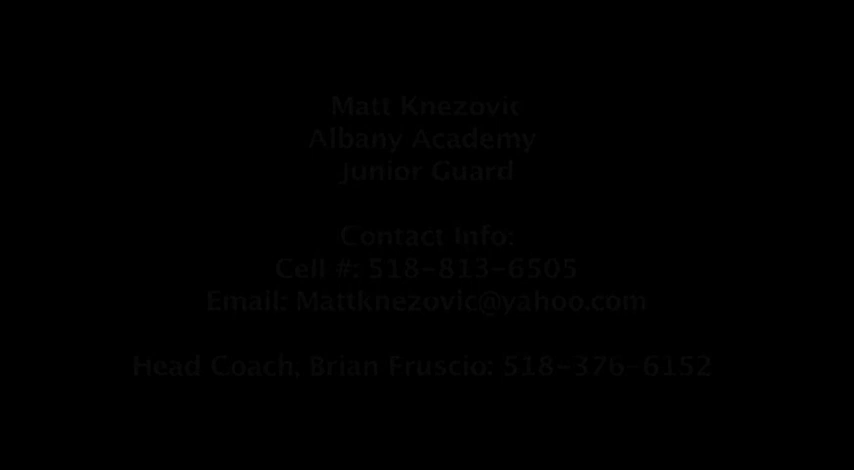 Matt Knezovic
Albany Academy
Junior Guard
Contact Info:
Cell #: 518-813-6505
Email: Mattknezovic@yahoo.com
Head Coach, Brian Fruscio: 518-376-6152